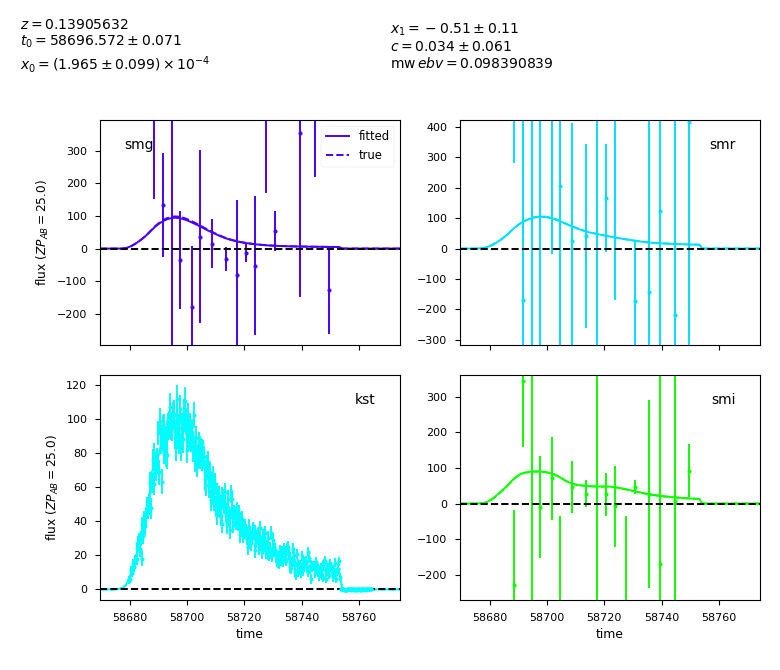 z = 0.13905632
t₀ = 58696.572 ± 0.071
x₀ = (1.965 ± 0.099) × 10⁻⁴
x₁ = −0.51 ± 0.11
c = 0.034 ± 0.061
mw ebv = 0.098390839
smg
fitted
true
300
200
100
0
−100
−200
flux (ZP_AB = 25.0)
smr
400
300
200
100
0
−100
−200
−300
kst
120
100
80
60
40
20
0
flux (ZP_AB = 25.0)
58680 58700 58720 58740 58760
time
smi
300
200
100
0
−100
−200
58680 58700 58720 58740 58760
time